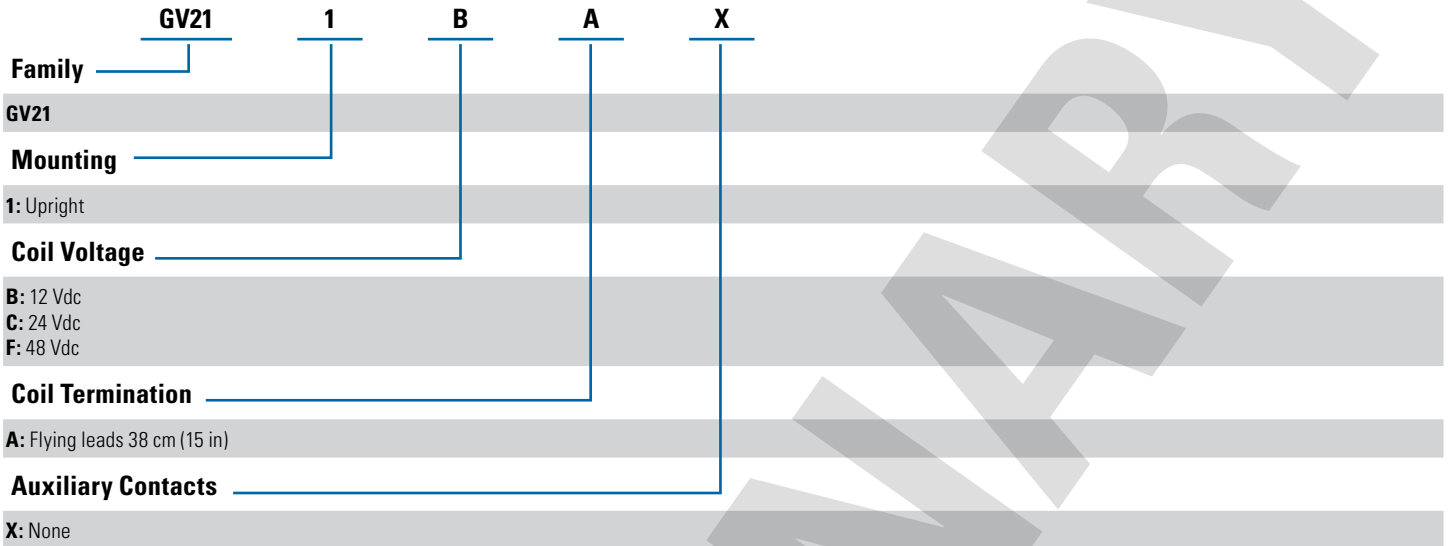 GV21 1 B A X
Family
GV21
Mounting
1: Upright
Coil Voltage
B: 12 Vdc
C: 24 Vdc
F: 48 Vdc
Coil Termination
A: Flying leads 38 cm (15 in)
Auxiliary Contacts
X: None